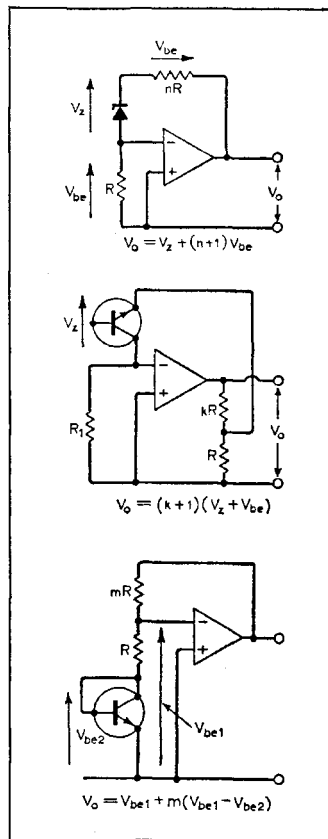 V_be
nR
V_z
−
+
V_be
R
V_o
V_o = V_z + (n+1) V_be
V_z
−
+
R_1
kR
R
V_o
V_o = (k+1)(V_z + V_be)
mR
−
R
+
V_be2
V_be1
V_o = V_be1 + m(V_be1 − V_be2)